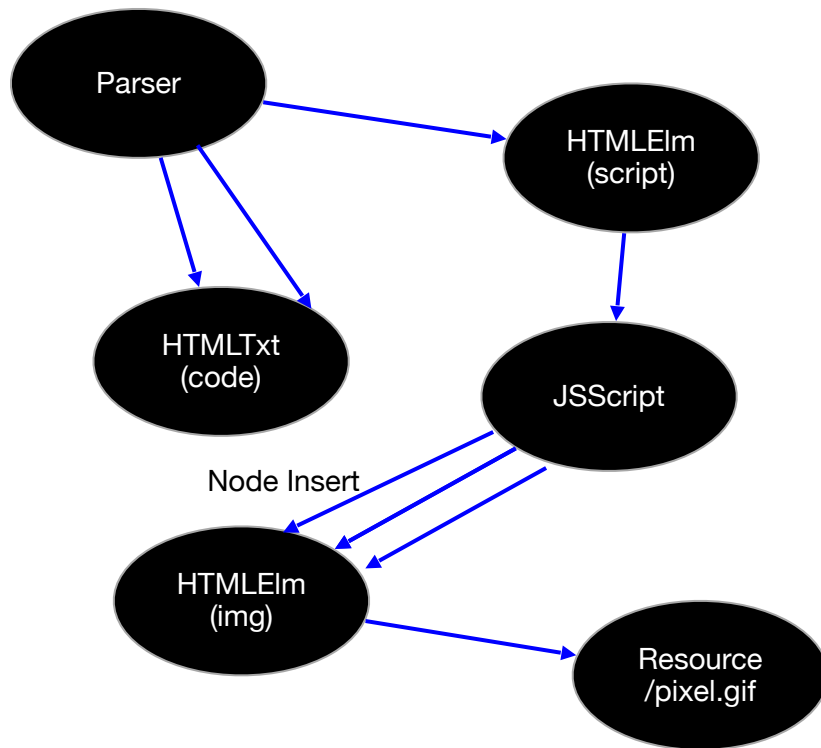 Parser
HTMLElm
(script)
HTMLTxt
(code)
JSScript
Node Insert
HTMLElm
(img)
Resource
/pixel.gif